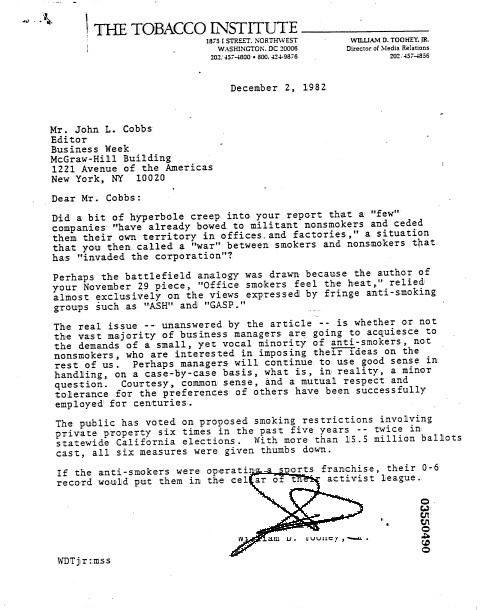 THE TOBACCO INSTITUTE
1875 I STREET, NORTHWEST
WASHINGTON, DC 20006
202/457-4800 • 800/424-9876
WILLIAM D. TOOHEY, JR.
Director of Media Relations
202/457-4856
December 2, 1982
Mr. John L. Cobbs
Editor
Business Week
McGraw-Hill Building
1221 Avenue of the Americas
New York, NY 10020
Dear Mr. Cobbs:
Did a bit of hyperbole creep into your report that a "few"
companies "have already bowed to militant nonsmokers and ceded
them their own territory in offices and factories," a situation
that you then called a "war" between smokers and nonsmokers that
has "invaded the corporation"?
Perhaps the battlefield analogy was drawn because the author of
your November 29 piece, "Office smokers feel the heat," relied
almost exclusively on the views expressed by fringe anti-smoking
groups such as "ASH" and "GASP."
The real issue -- unanswered by the article -- is whether or not
the vast majority of business managers are going to acquiesce to
the demands of a small, yet vocal minority of anti-smokers, not
nonsmokers, who are interested in imposing their ideas on the
rest of us. Perhaps managers will continue to use good sense in
handling, on a case-by-case basis, what is, in reality, a minor
question. Courtesy, common sense, and a mutual respect and
tolerance for the preferences of others have been successfully
employed for centuries.
The public has voted on proposed smoking restrictions involving
private property six times in the past five years -- twice in
statewide California elections. With more than 15.5 million ballots
cast, all six measures were given thumbs down.
If the anti-smokers were operating a sports franchise, their 0-6
record would put them in the cellar of their activist league.
William D. Toohey, Jr.
WDTjr:mss
03550490